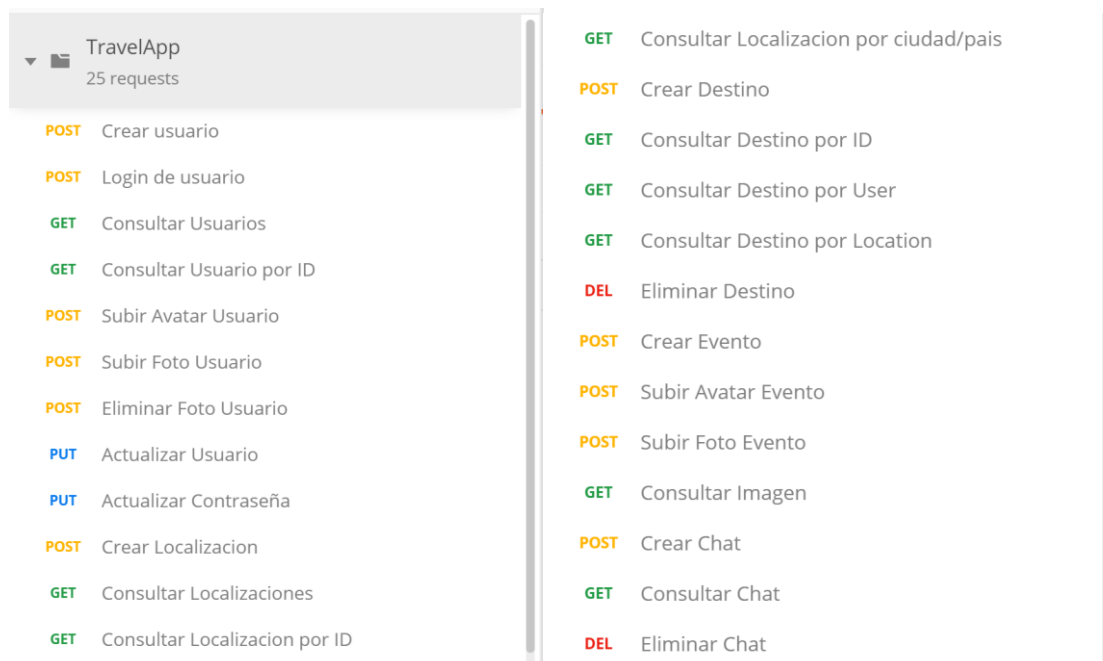 TravelApp
25 requests
POST Crear usuario
POST Login de usuario
GET Consultar Usuarios
GET Consultar Usuario por ID
POST Subir Avatar Usuario
POST Subir Foto Usuario
POST Eliminar Foto Usuario
PUT Actualizar Usuario
PUT Actualizar Contraseña
POST Crear Localizacion
GET Consultar Localizaciones
GET Consultar Localizacion por ID
GET Consultar Localizacion por ciudad/pais
POST Crear Destino
GET Consultar Destino por ID
GET Consultar Destino por User
GET Consultar Destino por Location
DEL Eliminar Destino
POST Crear Evento
POST Subir Avatar Evento
POST Subir Foto Evento
GET Consultar Imagen
POST Crear Chat
GET Consultar Chat
DEL Eliminar Chat